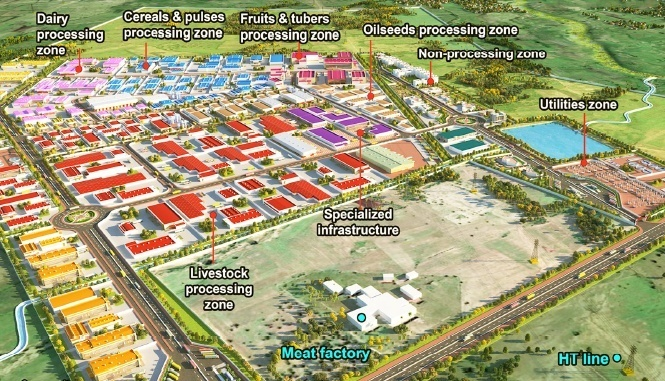 Dairy
processing
zone
Cereals & pulses
processing zone
Fruits & tubers
processing zone
Oilseeds processing zone
Non-processing zone
Utilities zone
Specialized
infrastructure
Livestock
processing
zone
Meat factory
HT line